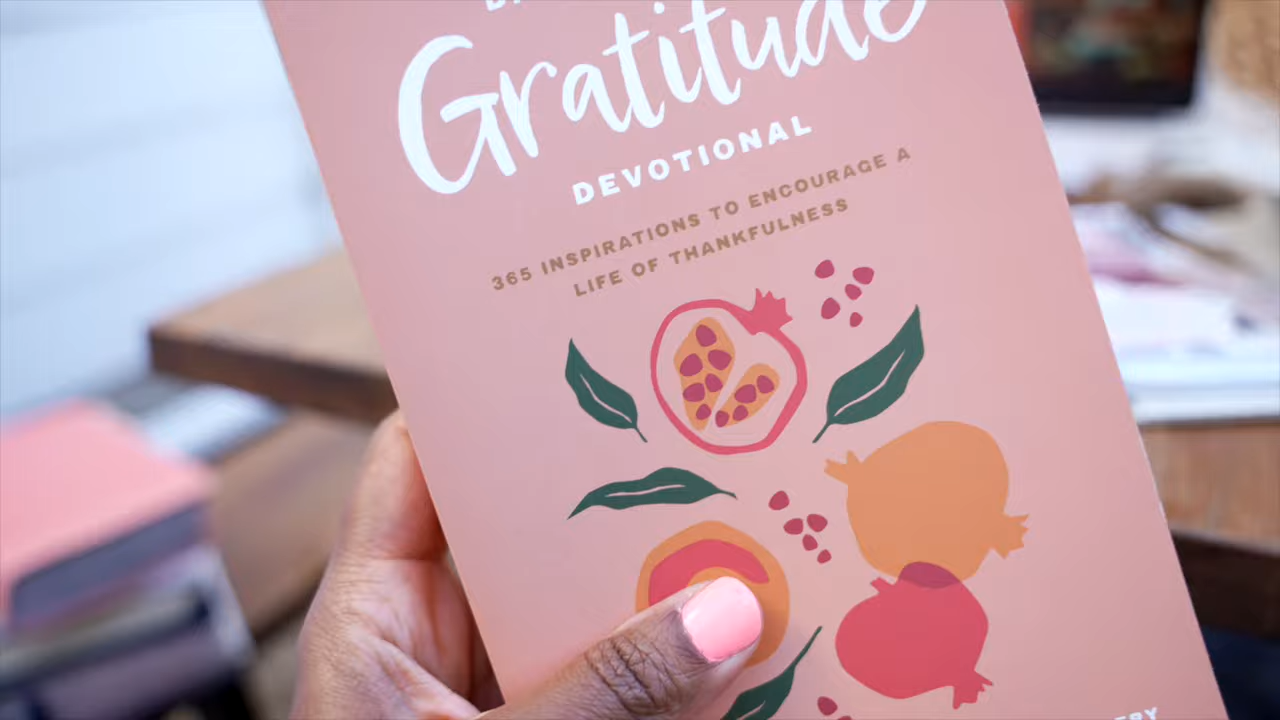 Gratitude
DEVOTIONAL
365 INSPIRATIONS TO ENCOURAGE A
LIFE OF THANKFULNESS